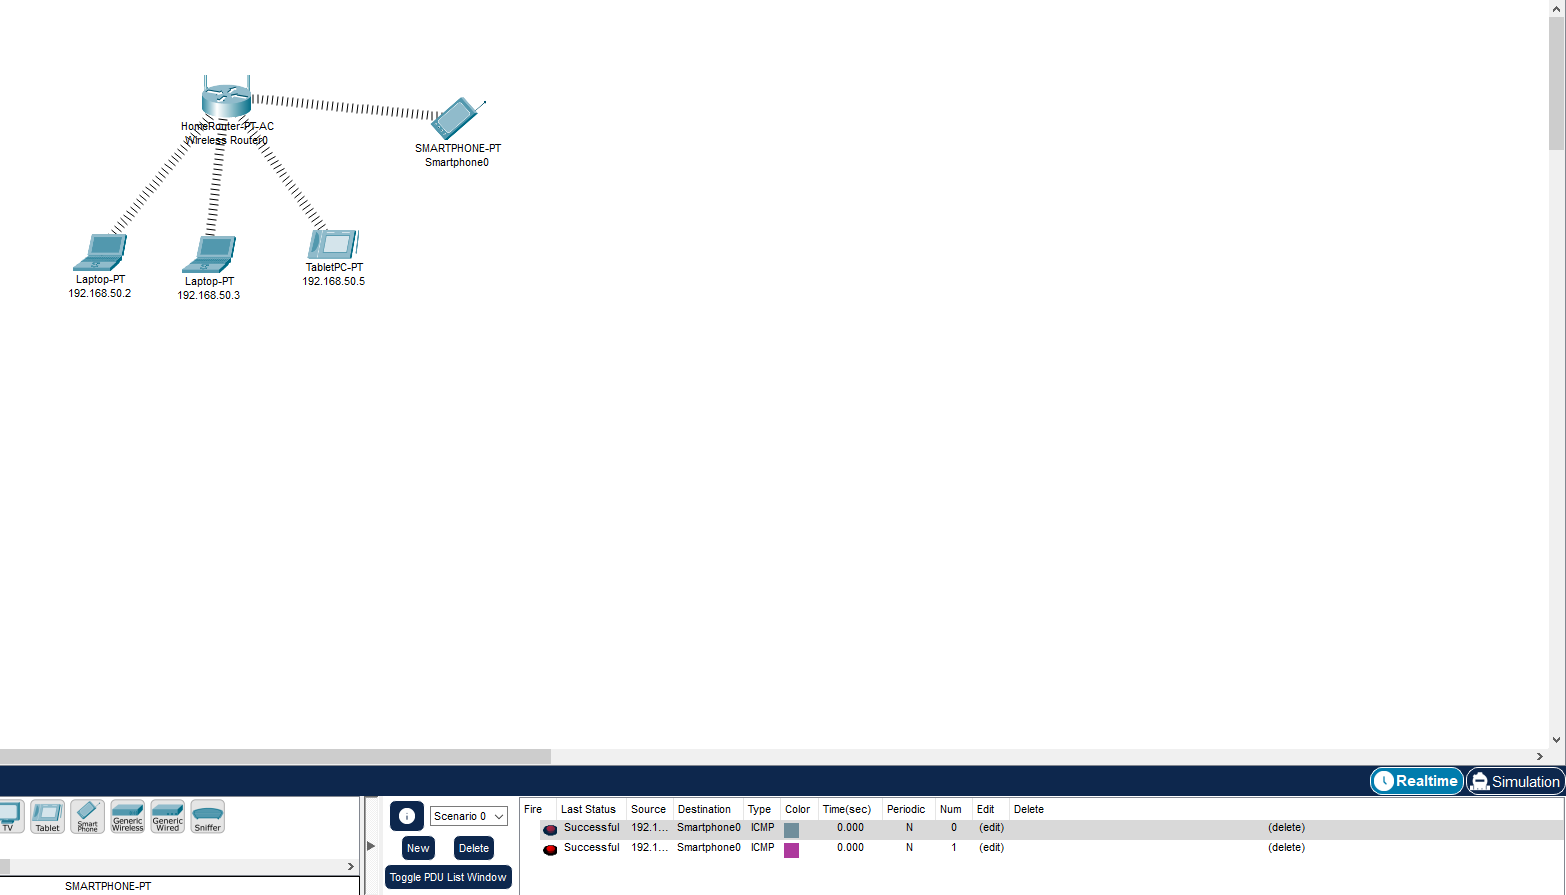 HomeRouter-PT-AC
Wireless Router0
SMARTPHONE-PT
Smartphone0
Laptop-PT
192.168.50.2
Laptop-PT
192.168.50.3
TabletPC-PT
192.168.50.5
Realtime
Simulation
TV
Tablet
Smart
Phone
Generic
Wireless
Generic
Wired
Sniffer
SMARTPHONE-PT
Scenario 0
New
Delete
Toggle PDU List Window
Fire Last Status Source Destination Type Color Time(sec) Periodic Num Edit Delete
Successful 192.1... Smartphone0 ICMP 0.000 N 0 (edit) (delete)
Successful 192.1... Smartphone0 ICMP 0.000 N 1 (edit) (delete)